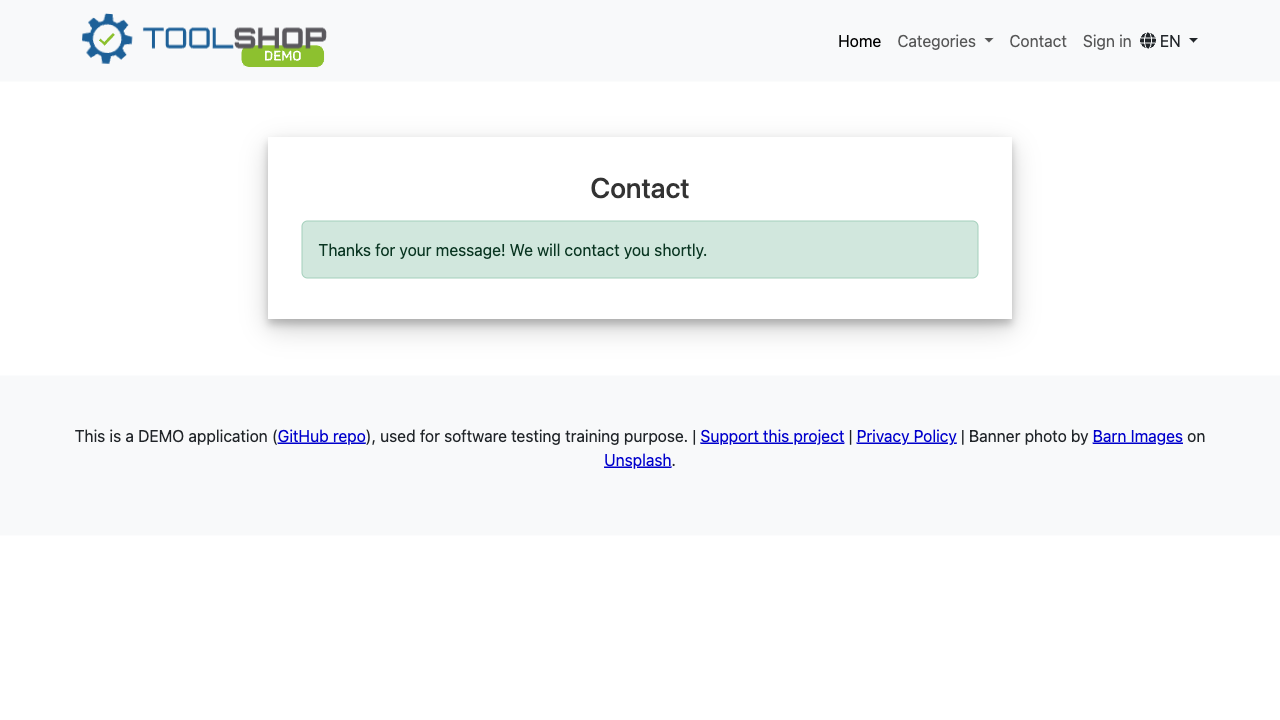 TOOLSHOP
DEMO
Home Categories Contact Sign in EN
Contact
Thanks for your message! We will contact you shortly.
This is a DEMO application (GitHub repo), used for software testing training purpose. | Support this project | Privacy Policy | Banner photo by Barn Images on
Unsplash.